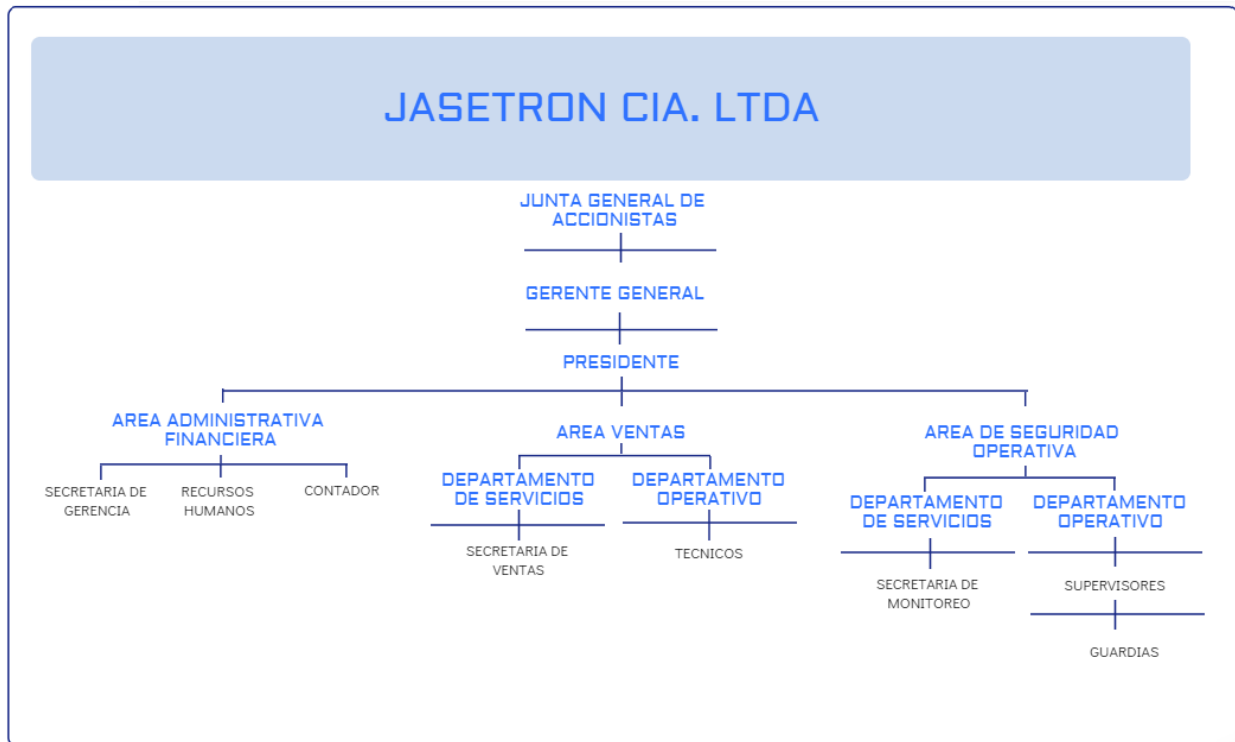 JASETRON CIA. LTDA
JUNTA GENERAL DE
ACCIONISTAS
GERENTE GENERAL
PRESIDENTE
AREA ADMINISTRATIVA
FINANCIERA
SECRETARIA DE
GERENCIA
RECURSOS
HUMANOS
CONTADOR
AREA VENTAS
DEPARTAMENTO
DE SERVICIOS
SECRETARIA DE
VENTAS
DEPARTAMENTO
OPERATIVO
TECNICOS
AREA DE SEGURIDAD
OPERATIVA
DEPARTAMENTO
DE SERVICIOS
SECRETARIA DE
MONITOREO
DEPARTAMENTO
OPERATIVO
SUPERVISORES
GUARDIAS